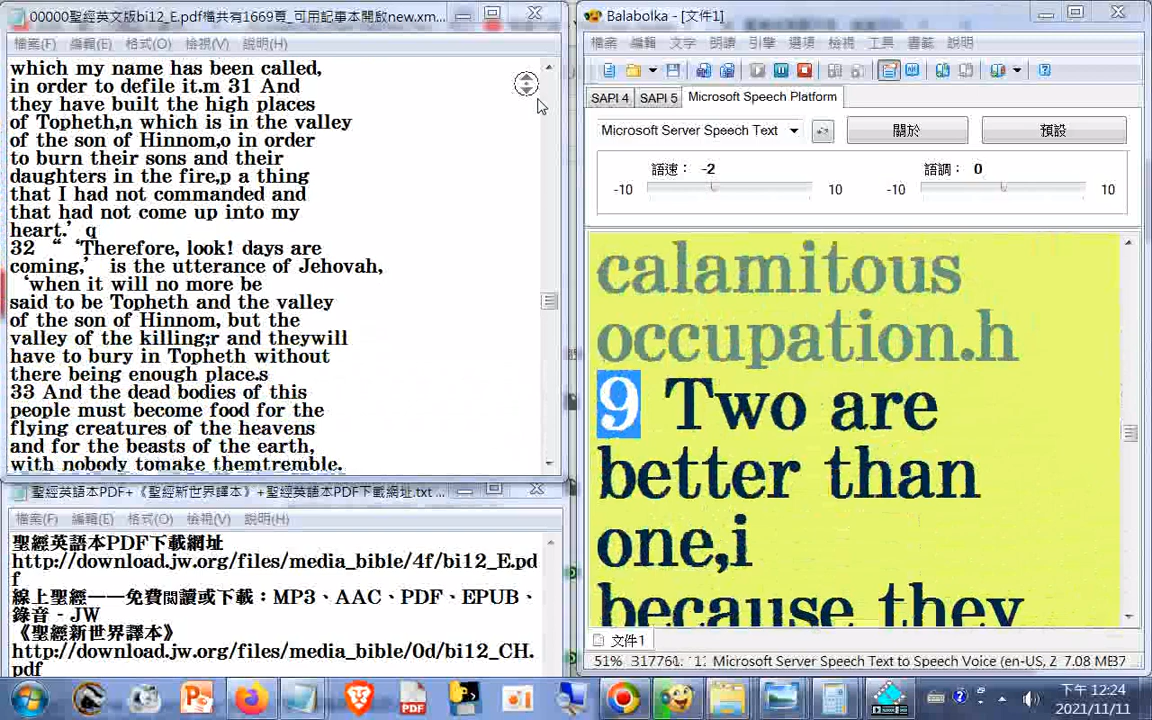 00000聖經英文版bi12_E.pdf檔共有1669頁_可用記事本開啟new.xm...
檔案(F) 編輯(E) 格式(O) 檢視(V) 說明(H)
which my name has been called,
in order to defile it.m 31 And
they have built the high places
of Topheth,n which is in the valley
of the son of Hinnom,o in order
to burn their sons and their
daughters in the fire,p a thing
that I had not commanded and
that had not come up into my
heart.’ q
32 “ ‘Therefore, look! days are
coming,’ is the utterance of Jehovah,
‘when it will no more be
said to be Topheth and the valley
of the son of Hinnom, but the
valley of the killing;r and theywill
have to bury in Topheth without
there being enough place.s
33 And the dead bodies of this
people must become food for the
flying creatures of the heavens
and for the beasts of the earth,
with nobody tomake themtremble.
聖經英語本PDF+《聖經新世界譯本》+聖經英語本PDF下載網址.txt ...
檔案(F) 編輯(E) 格式(O) 檢視(V) 說明(H)
聖經英語本PDF下載網址
http://download.jw.org/files/media_bible/4f/bi12_E.pd
f
線上聖經——免費閱讀或下載：MP3、AAC、PDF、EPUB、
錄音 - JW
《聖經新世界譯本》
http://download.jw.org/files/media_bible/0d/bi12_CH.
pdf
Balabolka - [文件1]
檔案 編輯 文字 朗讀 引擎 選項 檢視 工具 書籤 說明
SAPI 4 SAPI 5 Microsoft Speech Platform
Microsoft Server Speech Text 關於 預設
語速： -2 語調： 0
-10 10 -10 10
calamitous
occupation.h
9 Two are
better than
one,i
because they
文件1
51% Microsoft Server Speech Text to Speech Voice (en-US, Z 7.08 MB
下午 12:24
2021/11/11